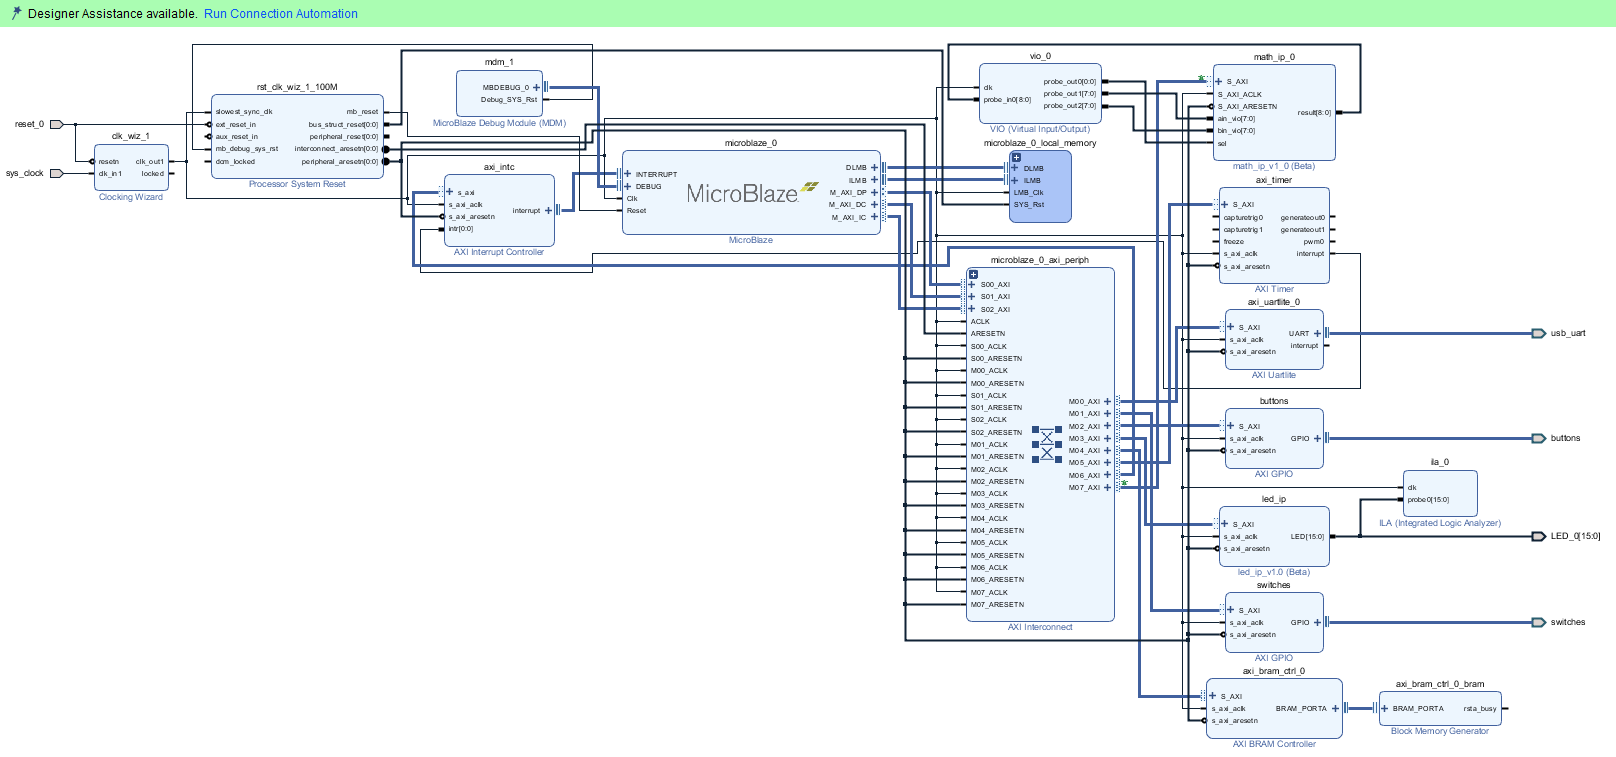 Designer Assistance available. Run Connection Automation
reset_0
sys_clock
clk_wiz_1
resetn
clk_in1
clk_out1
locked
Clocking Wizard
rst_clk_wiz_1_100M
slowest_sync_clk
ext_reset_in
aux_reset_in
mb_debug_sys_rst
dcm_locked
mb_reset
bus_struct_reset[0:0]
peripheral_reset[0:0]
interconnect_aresetn[0:0]
peripheral_aresetn[0:0]
Processor System Reset
mdm_1
MBDEBUG_0
Debug_SYS_Rst
MicroBlaze Debug Module (MDM)
axi_intc
s_axi
s_axi_aclk
s_axi_aresetn
intr[0:0]
interrupt
AXI Interrupt Controller
microblaze_0
INTERRUPT
DEBUG
Clk
Reset
MicroBlaze
DLMB
ILMB
M_AXI_DP
M_AXI_DC
M_AXI_IC
MicroBlaze
vio_0
clk
probe_in0[8:0]
probe_out0[0:0]
probe_out1[7:0]
probe_out2[7:0]
VIO (Virtual Input/Output)
microblaze_0_local_memory
DLMB
ILMB
LMB_Clk
SYS_Rst
microblaze_0_axi_periph
S00_AXI
S01_AXI
S02_AXI
ACLK
ARESETN
S00_ACLK
S00_ARESETN
M00_ACLK
M00_ARESETN
S01_ACLK
S01_ARESETN
S02_ACLK
S02_ARESETN
M01_ACLK
M01_ARESETN
M02_ACLK
M02_ARESETN
M03_ACLK
M03_ARESETN
M04_ACLK
M04_ARESETN
M05_ACLK
M05_ARESETN
M06_ACLK
M06_ARESETN
M07_ACLK
M07_ARESETN
M00_AXI
M01_AXI
M02_AXI
M03_AXI
M04_AXI
M05_AXI
M06_AXI
M07_AXI
AXI Interconnect
math_ip_0
S_AXI
S_AXI_ACLK
S_AXI_ARESETN
ain_vio[7:0]
bin_vio[7:0]
sel
result[8:0]
math_ip_v1_0 (Beta)
axi_timer
S_AXI
capturetrig0
capturetrig1
freeze
s_axi_aclk
s_axi_aresetn
generateout0
generateout1
pwm0
interrupt
AXI Timer
axi_uartlite_0
S_AXI
s_axi_aclk
s_axi_aresetn
UART
interrupt
AXI Uartlite
usb_uart
buttons
S_AXI
s_axi_aclk
s_axi_aresetn
GPIO
AXI GPIO
buttons
ila_0
clk
probe0[15:0]
ILA (Integrated Logic Analyzer)
led_ip
S_AXI
s_axi_aclk
s_axi_aresetn
LED[15:0]
led_ip_v1.0 (Beta)
LED_0[15:0]
switches
S_AXI
s_axi_aclk
s_axi_aresetn
GPIO
AXI GPIO
switches
axi_bram_ctrl_0
S_AXI
s_axi_aclk
s_axi_aresetn
BRAM_PORTA
AXI BRAM Controller
axi_bram_ctrl_0_bram
BRAM_PORTA
rsta_busy
Block Memory Generator